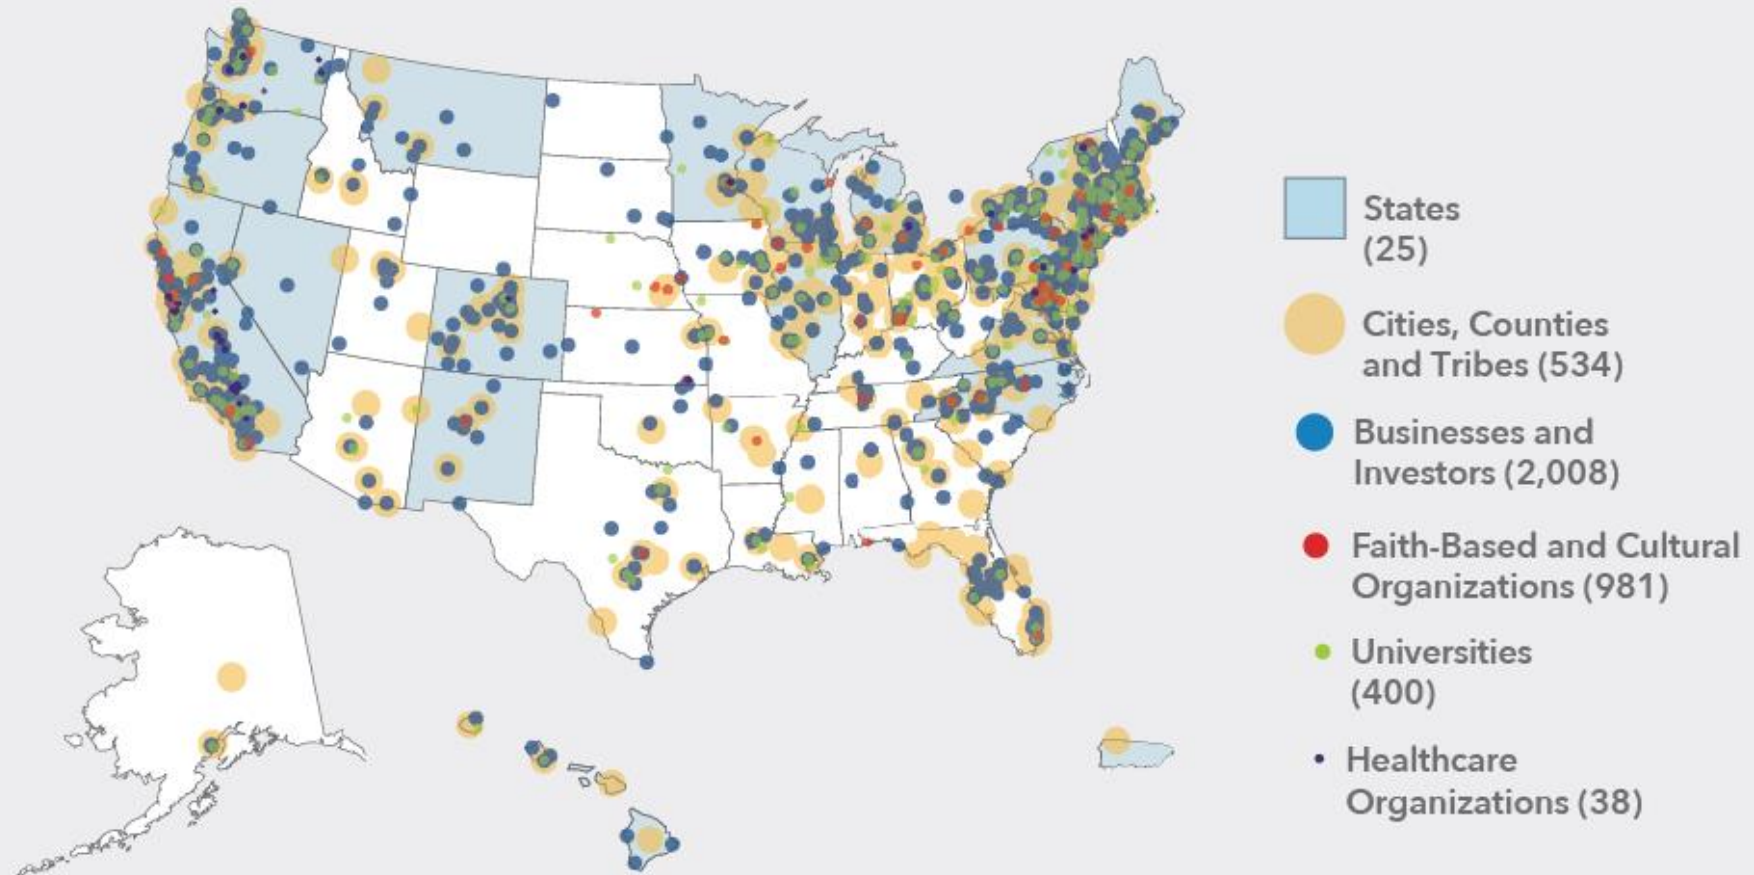 States
(25)
Cities, Counties
and Tribes (534)
Businesses and
Investors (2,008)
Faith-Based and Cultural
Organizations (981)
Universities
(400)
Healthcare
Organizations (38)